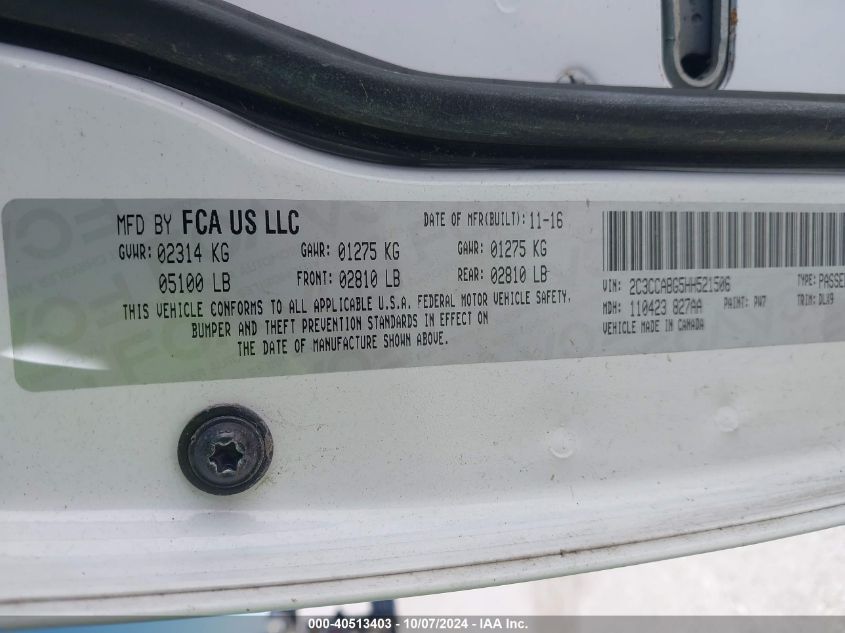 MFD BY FCA US LLC DATE OF MFR(BUILT): 11-16
GVWR: 02314 KG GAWR: 01275 KG GAWR: 01275 KG
05100 LB FRONT: 02810 LB REAR: 02810 LB
THIS VEHICLE CONFORMS TO ALL APPLICABLE U.S.A. FEDERAL MOTOR VEHICLE SAFETY,
BUMPER AND THEFT PREVENTION STANDARDS IN EFFECT ON
THE DATE OF MANUFACTURE SHOWN ABOVE.
VIN: 2C3CCABG5HH521506 TYPE: PASSE
MDH: 110423 827AA PAINT: PW7 TRIM: DLX9
VEHICLE MADE IN CANADA
000-40513403 - 10/07/2024 - IAA Inc.